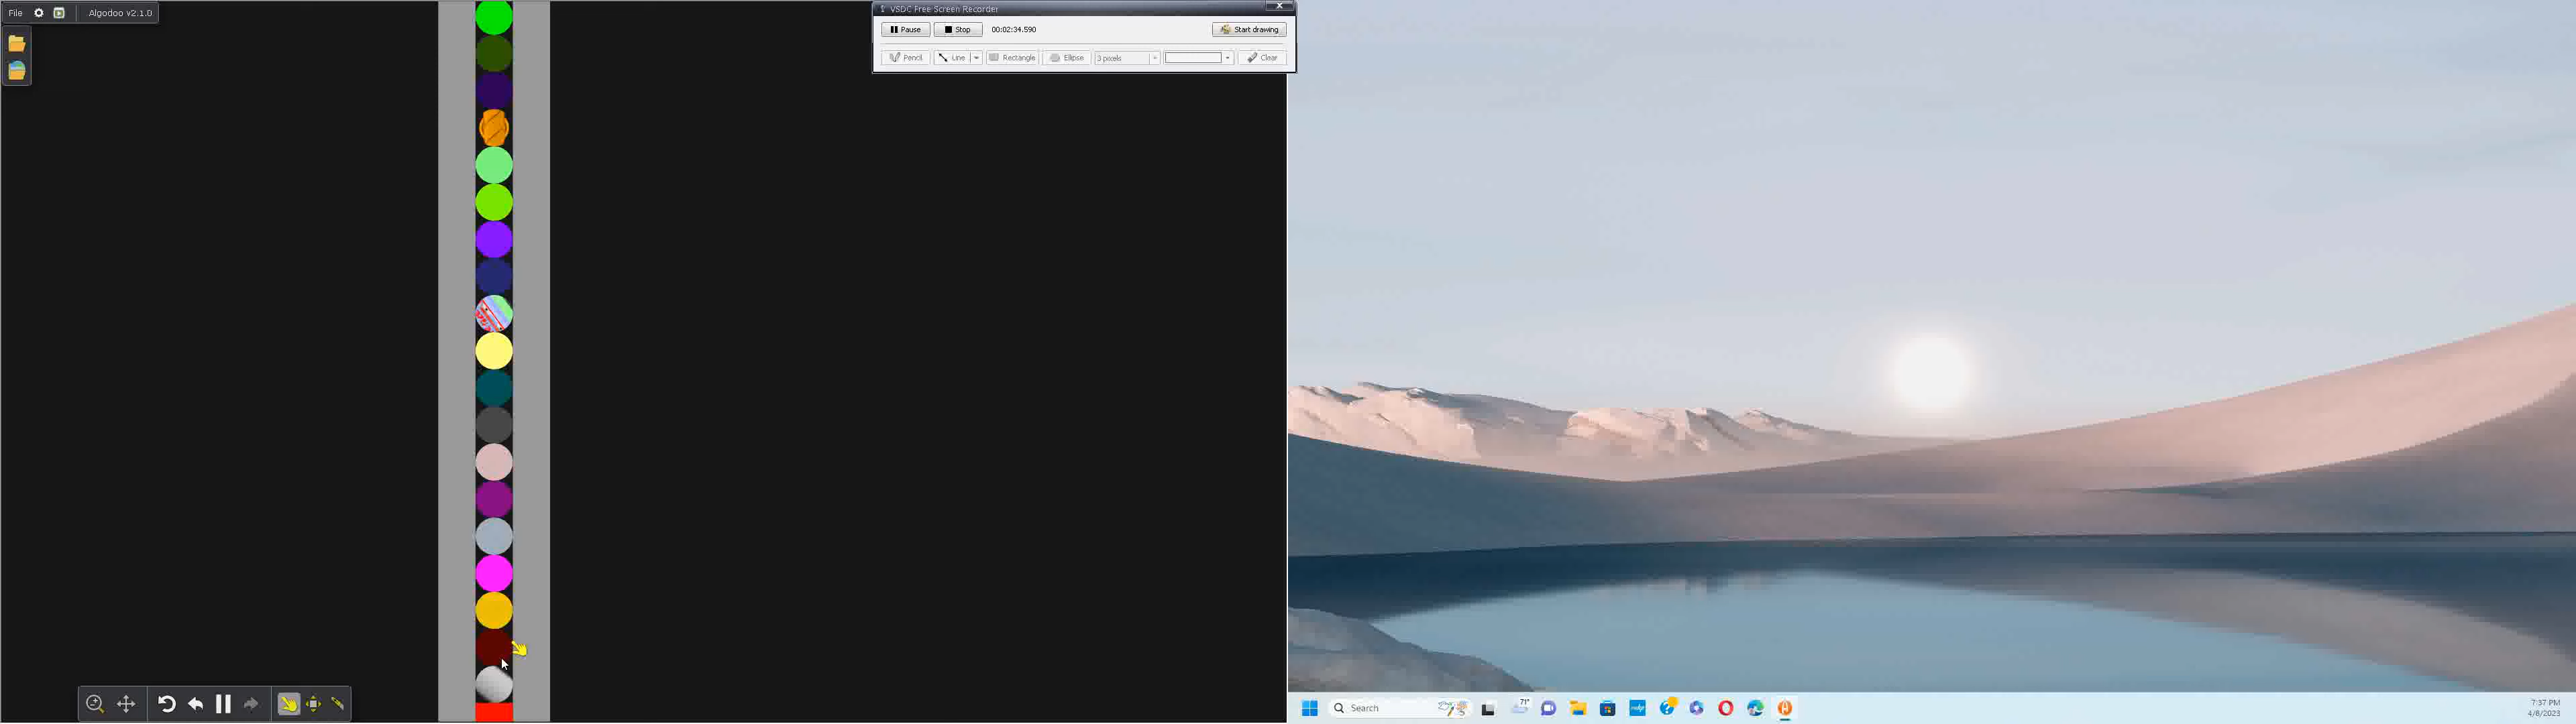 File Algodoo v2.1.0
VSDC Free Screen Recorder
Pause Stop 00:02:34.590 Start drawing
Pencil Line Rectangle Ellipse 3 pixels Clear
71°
Search
7:37 PM
4/8/2023